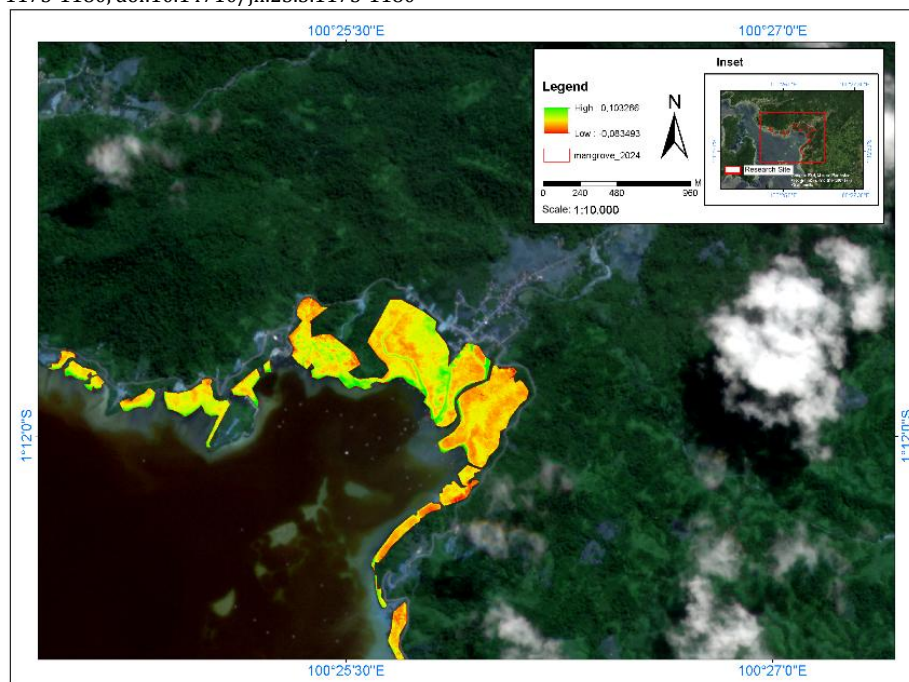 100°25'30"E
100°27'0"E
Legend
High : 0,103286
Low : -0,083493
mangrove_2024
N
0 240 480 960
M
Scale: 1:10.000
Inset
Research Site
1°12'0"S
1°12'0"S
100°25'30"E
100°27'0"E